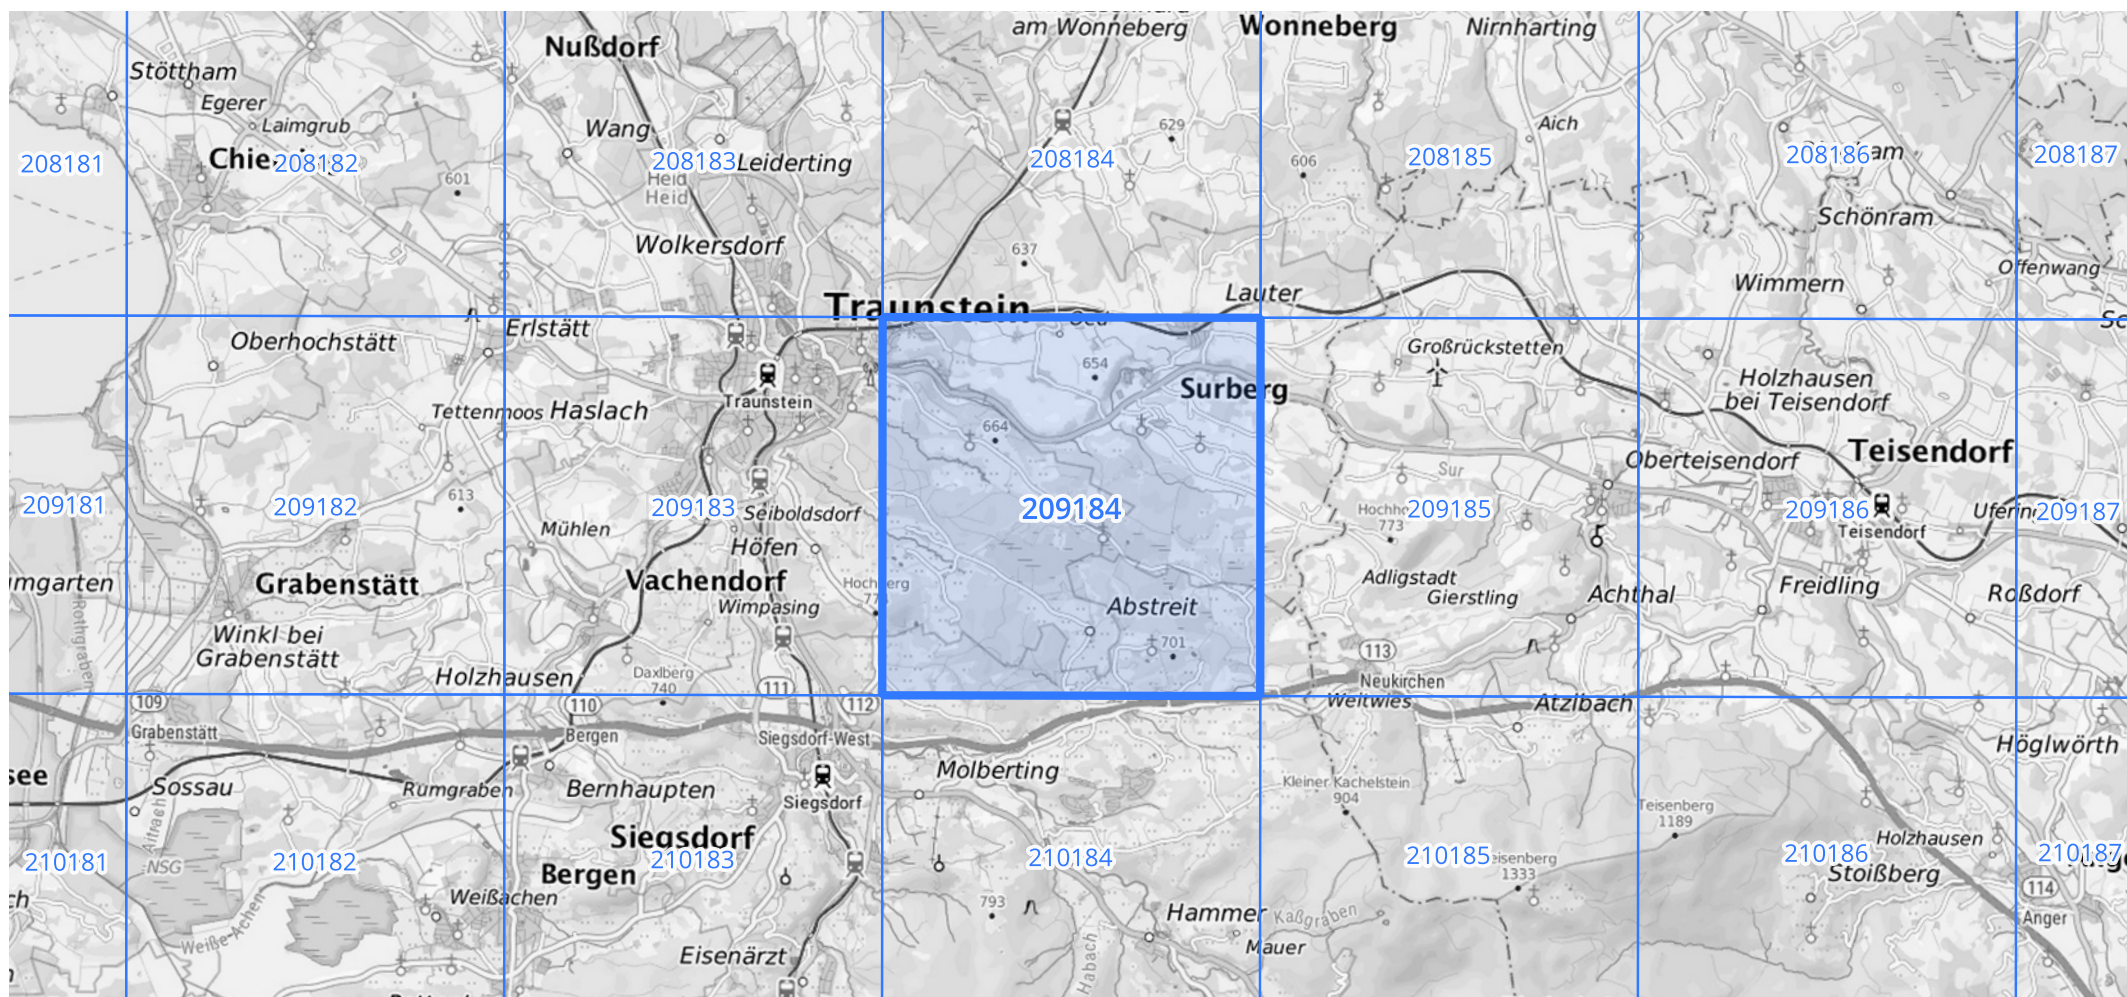 am Wonneberg
Wonneberg
Nirnharting
Nußdorf
Stöttham
Egerer
Laimgrub
Wang
Aich
629
606
208181
208182
208183
Leiderting
208184
208185
208186
208187
601
Heid
Heid
Schönram
Wolkersdorf
637
Offenwang
Wimmern
Lauter
Traunstein
Erlstätt
Oberhochstätt
Großrückstetten
654
Holzhausen
bei Teisendorf
Surberg
Traunstein
Tettenmoos
Haslach
664
Teisendorf
Oberteisendorf
Sur
613
209181
209182
209183
209184
209185
209186
209187
Seiboldsdorf
773
Teisendorf
Mühlen
Höfen
umgarten
Grabenstätt
Vachendorf
Wimpasing
Adligstadt
Gierstling
Achthal
Freidling
Roßdorf
Abstreit
Rothgraben
Winkl bei
Grabenstätt
701
113
Holzhausen
Daxlberg
740
111
Neukirchen
109
110
112
Weitwies
Atzlbach
Grabenstätt
Bergen
Siegsdorf-West
Höglwörth
see
Sossau
Rumgraben
Bernhaupten
Siegsdorf
Molberting
Kleiner Kachelstein
904
Teisenberg
1189
Altrach
NSG
Siegsdorf
Holzhausen
210181
210182
210183
210184
210185
210186
210187
Bergen
eisenberg
1333
Stoißberg
114
Weißachen
793
Hammer
Kaßgraben
Anger
Weiße-Achen
Mauer
Eisenärzt
Habach